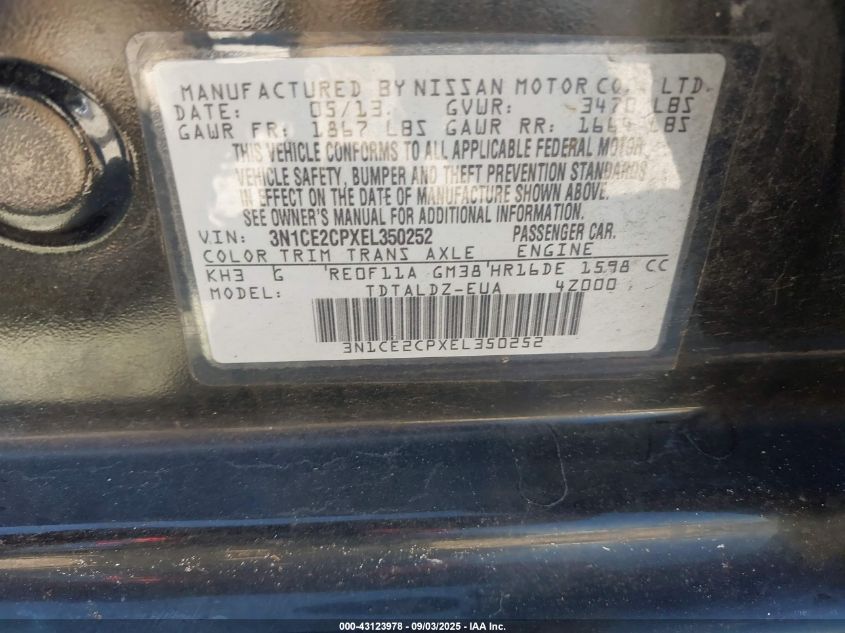 MANUFACTURED BY NISSAN MOTOR CO., LTD.
DATE: 05/13 GVWR: 3470 LBS
GAWR FR: 1867 LBS GAWR RR: 1664 LBS
THIS VEHICLE CONFORMS TO ALL APPLICABLE FEDERAL MOTOR
VEHICLE SAFETY, BUMPER AND THEFT PREVENTION STANDARDS
IN EFFECT ON THE DATE OF MANUFACTURE SHOWN ABOVE.
SEE OWNER'S MANUAL FOR ADDITIONAL INFORMATION.
VIN: 3N1CE2CPXEL350252 PASSENGER CAR.
COLOR TRIM TRANS AXLE ENGINE
KH3 G 'RE0F11A GM38'HR16DE 1598 CC
MODEL: TDTALDZ-EUA 4Z000
3N1CE2CPXEL350252
000-43123978 - 09/03/2025 - IAA Inc.